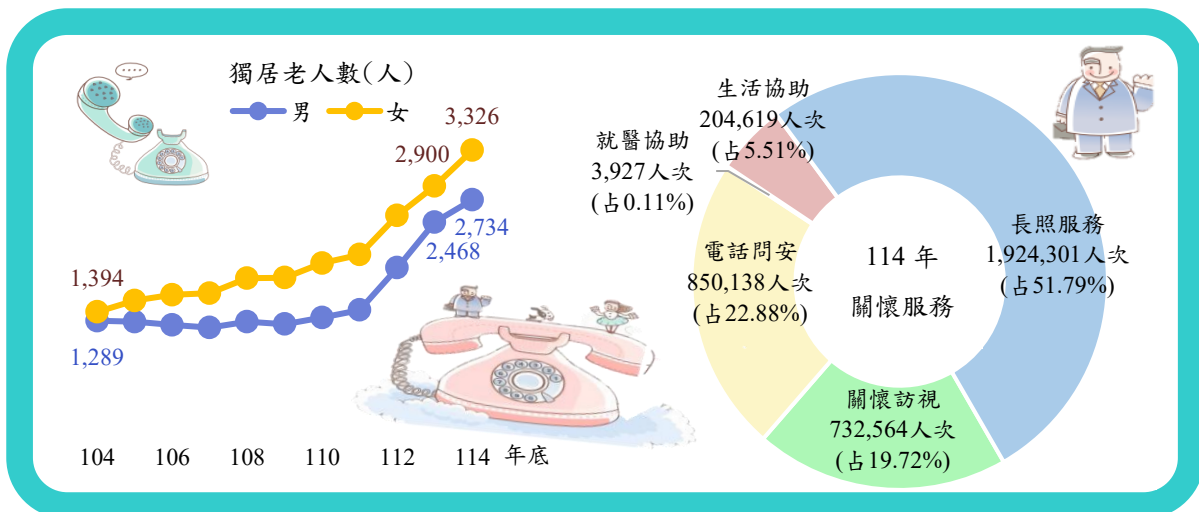 獨居老人數(人)
男 女
3,326
2,900
2,734
2,468
1,394
1,289
104 106 108 110 112 114 年底
生活協助
204,619人次
(占5.51%)
就醫協助
3,927人次
(占0.11%)
電話問安
850,138人次
(占22.88%)
長照服務
1,924,301人次
(占51.79%)
114 年
關懷服務
關懷訪視
732,564人次
(占19.72%)